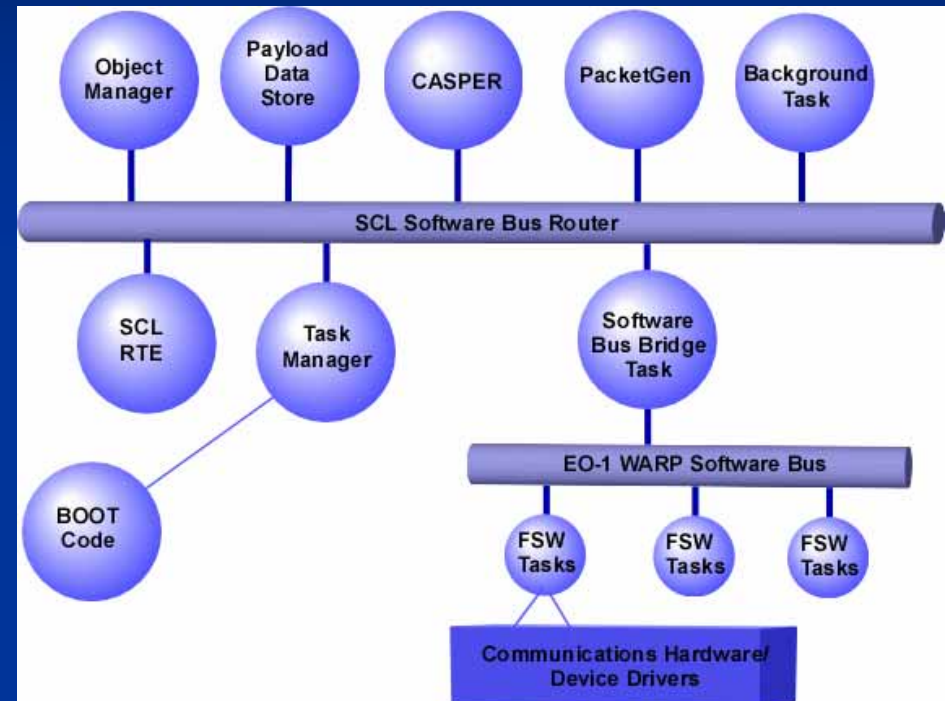 Object
Manager
Payload
Data
Store
CASPER
PacketGen
Background
Task
SCL Software Bus Router
SCL
RTE
Task
Manager
Software
Bus Bridge
Task
EO-1 WARP Software Bus
BOOT
Code
FSW
Tasks
FSW
Tasks
FSW
Tasks
Communications Hardware/
Device Drivers